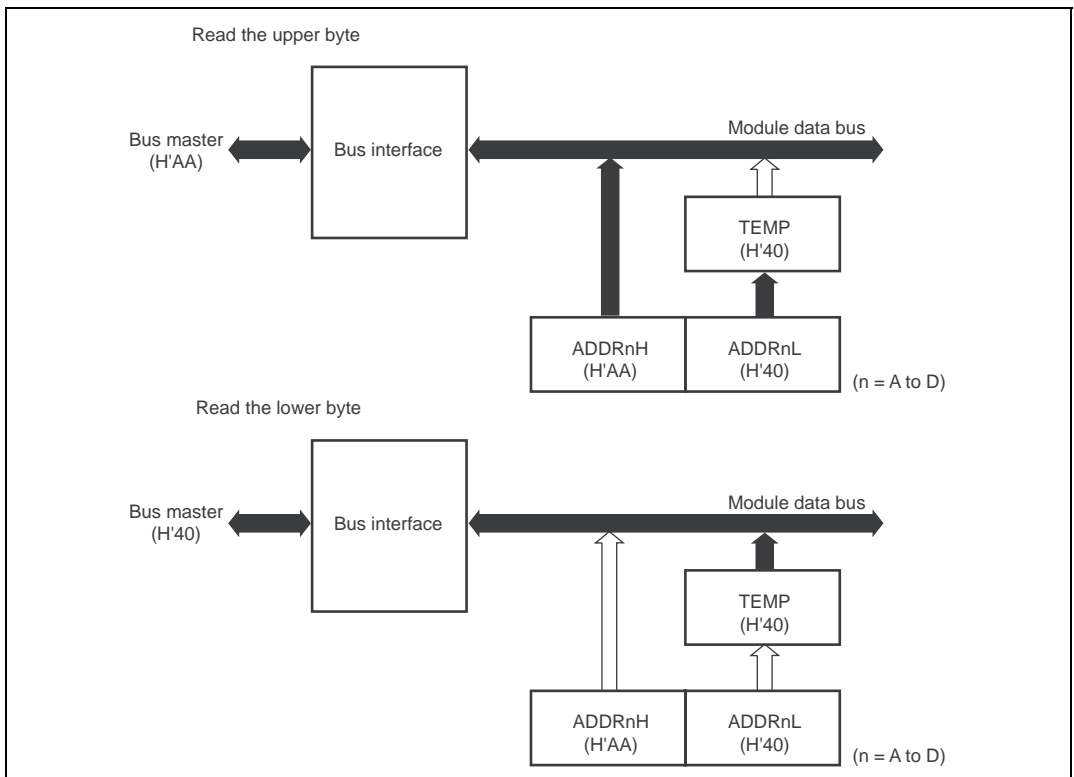 Read the upper byte
Bus master
(H'AA)
Bus interface
Module data bus
TEMP
(H'40)
ADDRnH
(H'AA)
ADDRnL
(H'40)
(n = A to D)
Read the lower byte
Bus master
(H'40)
Bus interface
Module data bus
TEMP
(H'40)
ADDRnH
(H'AA)
ADDRnL
(H'40)
(n = A to D)